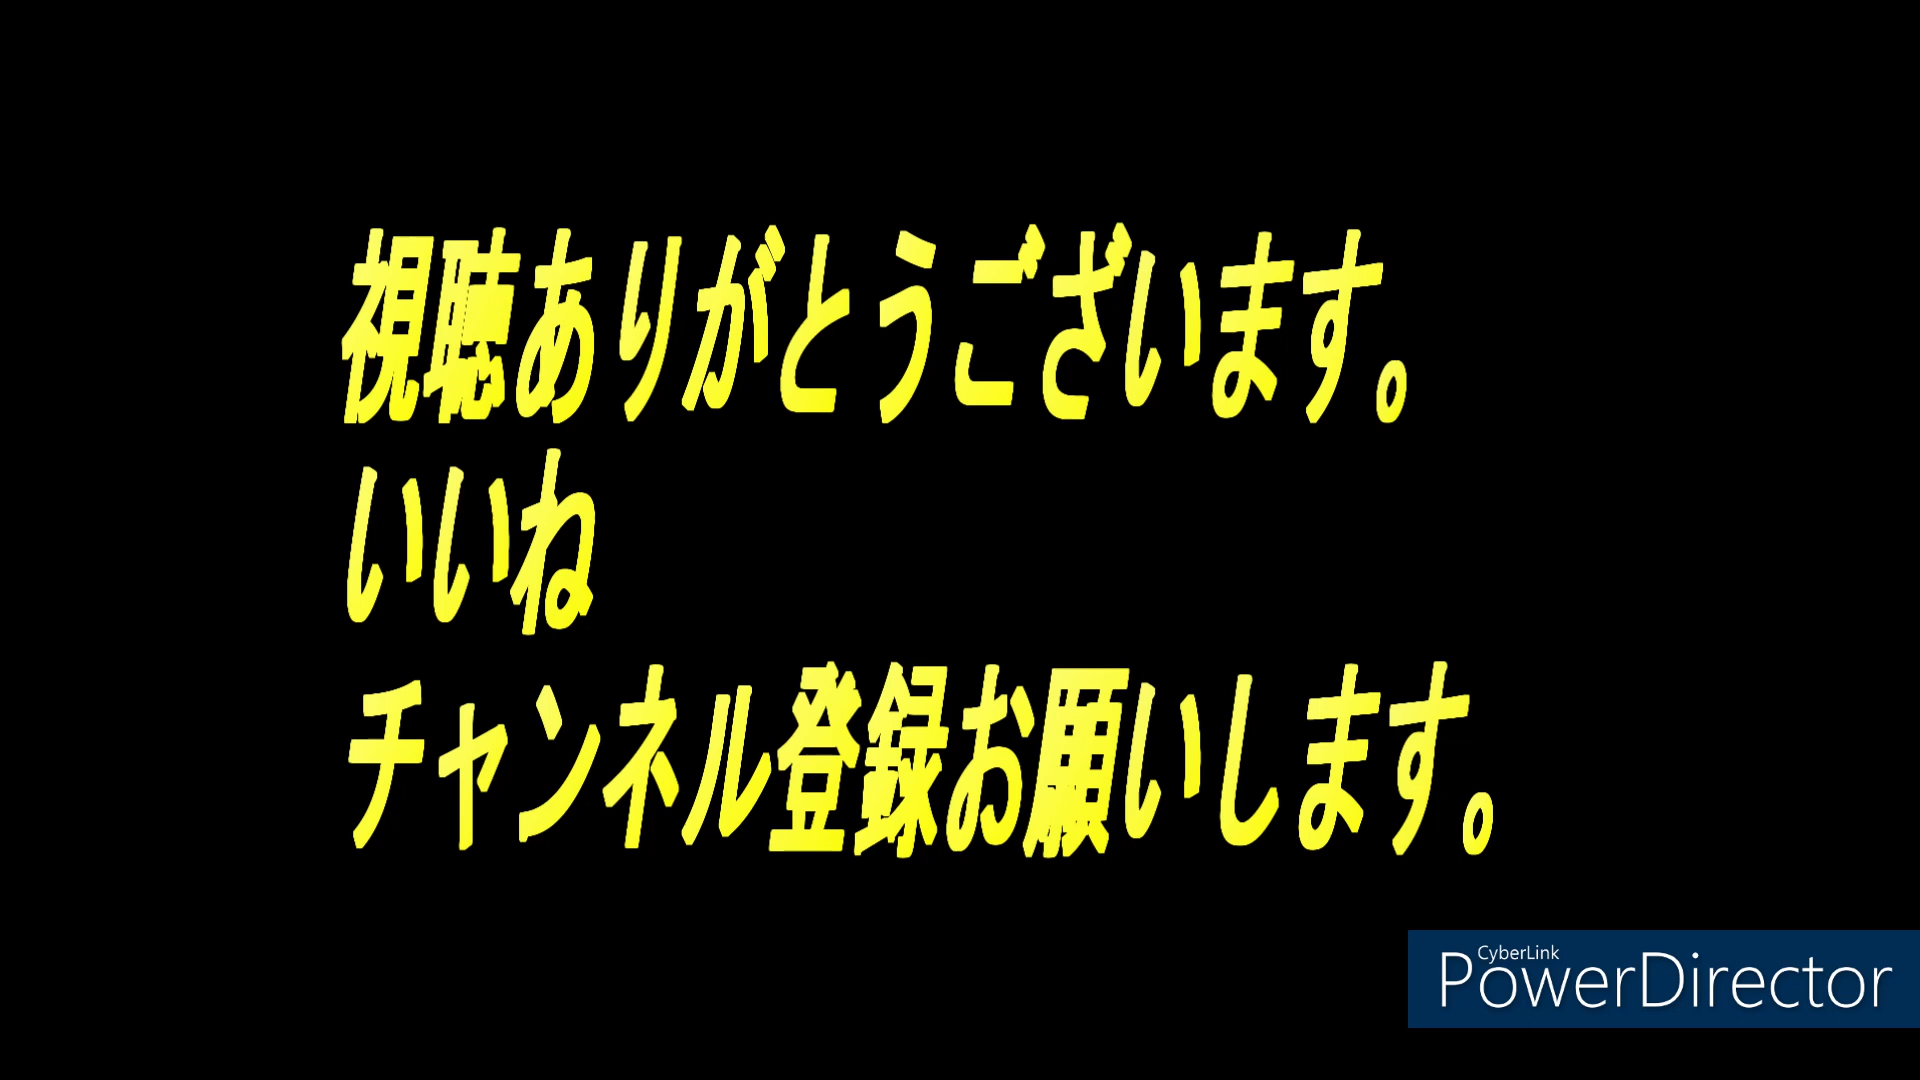 視聴ありがとうございます。
いいね
チャンネル登録お願いします。
CyberLink
PowerDirector